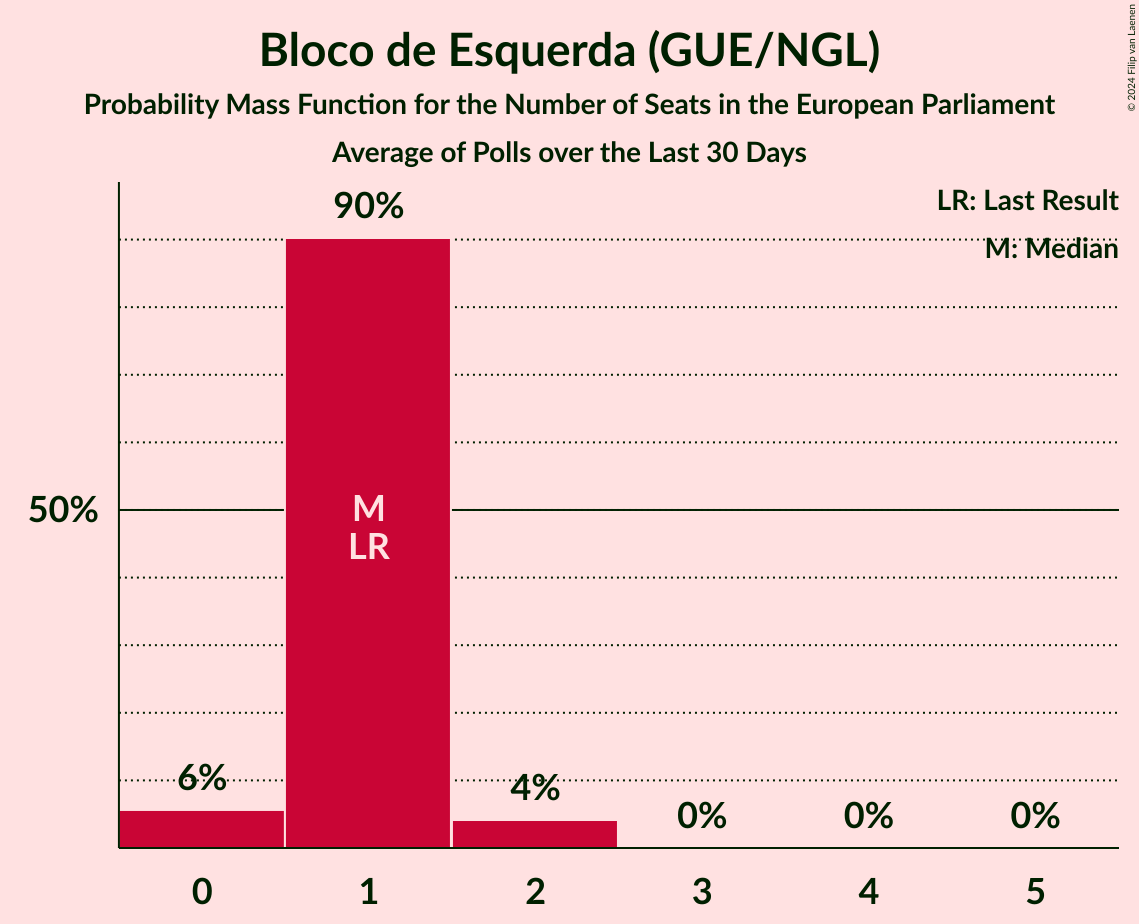 Bloco de Esquerda (GUE/NGL)
Probability Mass Function for the Number of Seats in the European Parliament
Average of Polls over the Last 30 Days
© 2024 Filip van Laenen
LR: Last Result
M: Median
90%
50%
M
LR
6%
4%
0%
0%
0%
0
1
2
3
4
5